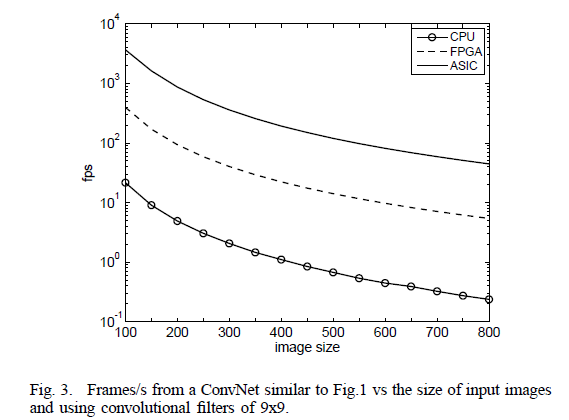 10^4
CPU
FPGA
ASIC
10^3
10^2
fps
10^1
10^0
10^-1
100 200 300 400 500 600 700 800
image size
Fig. 3. Frames/s from a ConvNet similar to Fig.1 vs the size of input images
and using convolutional filters of 9x9.